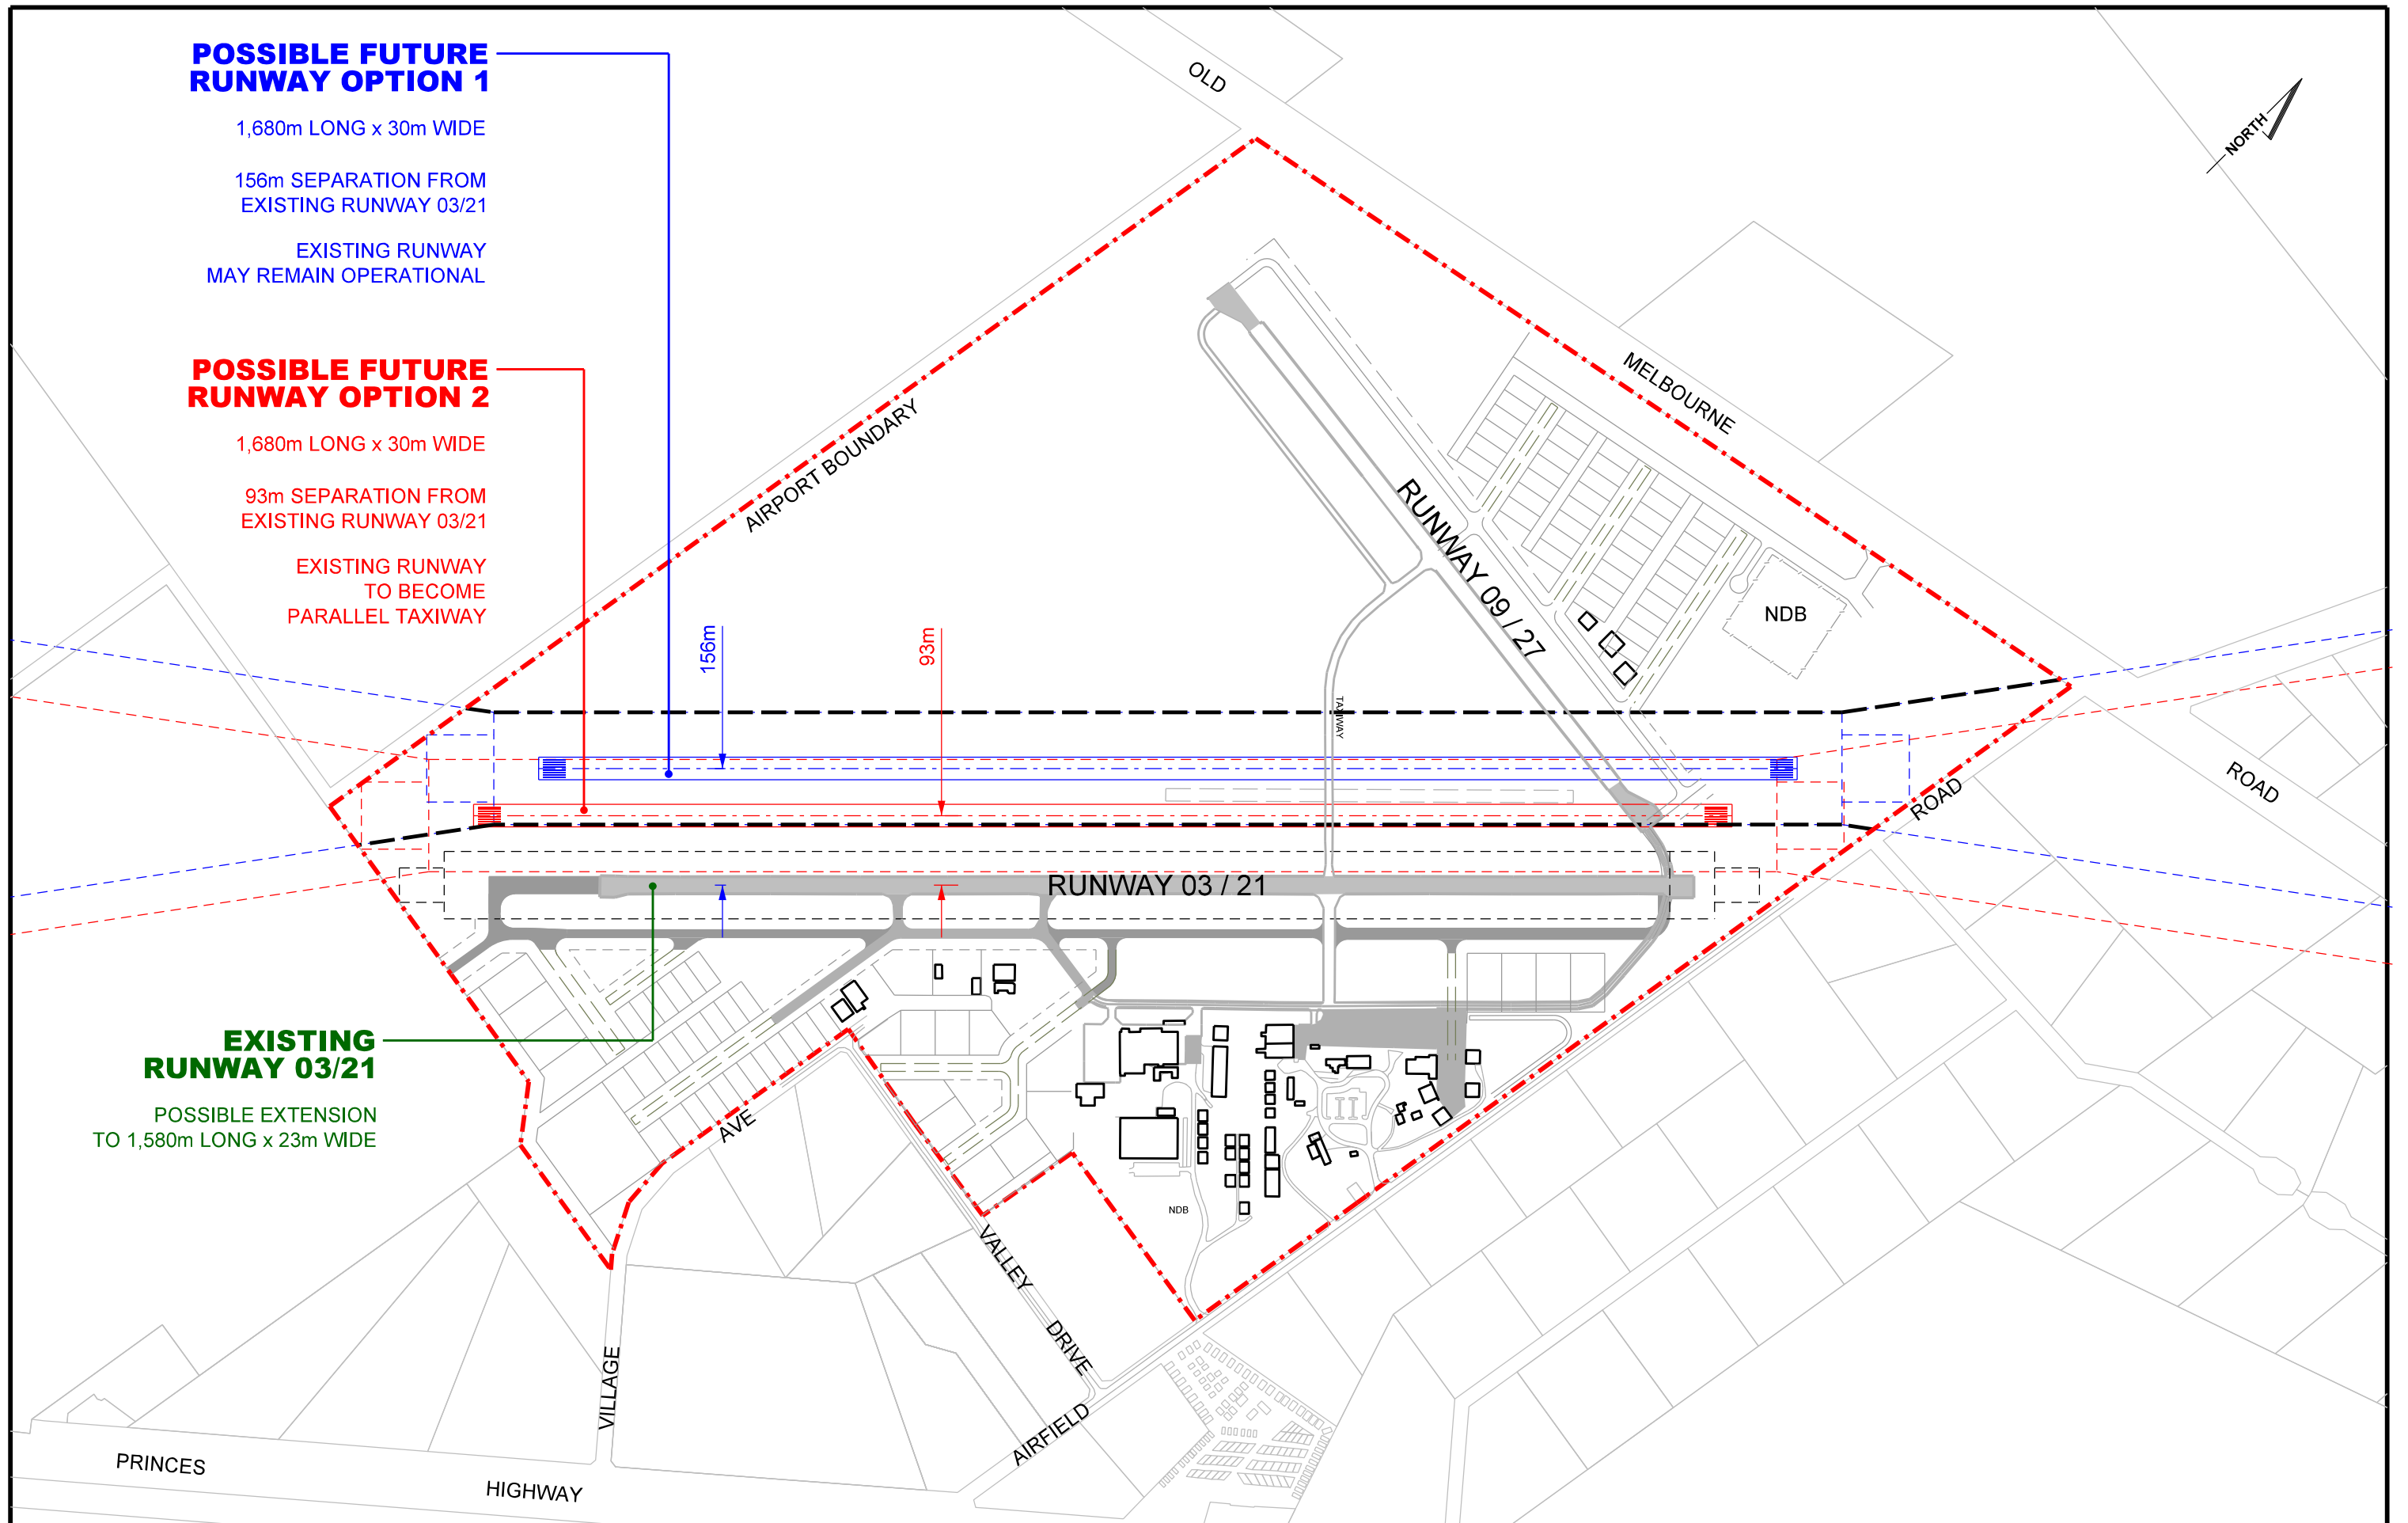 POSSIBLE FUTURE
RUNWAY OPTION 1
1,680m LONG x 30m WIDE
156m SEPARATION FROM
EXISTING RUNWAY 03/21
EXISTING RUNWAY
MAY REMAIN OPERATIONAL
POSSIBLE FUTURE
RUNWAY OPTION 2
1,680m LONG x 30m WIDE
93m SEPARATION FROM
EXISTING RUNWAY 03/21
EXISTING RUNWAY
TO BECOME
PARALLEL TAXIWAY
OLD
NORTH
MELBOURNE
AIRPORT BOUNDARY
RUNWAY 09 / 27
NDB
156m
93m
TAXIWAY
ROAD
ROAD
RUNWAY 03 / 21
EXISTING
RUNWAY 03/21
POSSIBLE EXTENSION
TO 1,580m LONG x 23m WIDE
AVE
NDB
VALLEY
DRIVE
VILLAGE
AIRFIELD
PRINCES
HIGHWAY